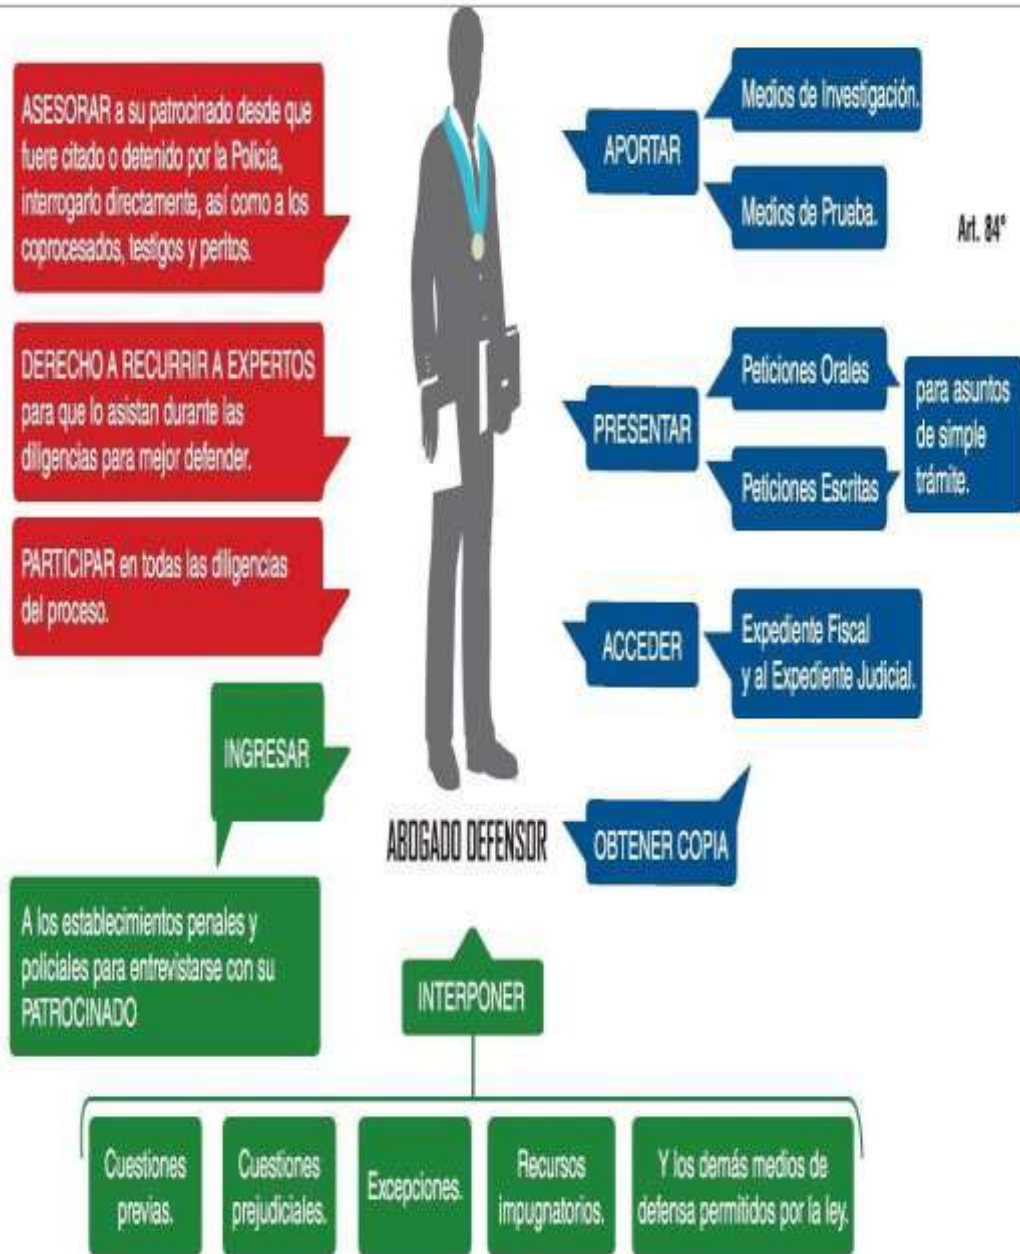 ASESORAR a su patrocinado desde que
fuere citado o detenido por la Policía,
interrogarlo directamente, así como a los
coprocesados, testigos y peritos.
DERECHO A RECURRIR A EXPERTOS
para que lo asistan durante las
diligencias para mejor defender.
PARTICIPAR en todas las diligencias
del proceso.
INGRESAR
A los establecimientos penales y
policiales para entrevistarse con su
PATROCINADO
ABOGADO DEFENSOR
APORTAR
Medios de Investigación.
Medios de Prueba.
Art. 84°
PRESENTAR
Peticiones Orales
Peticiones Escritas
para asuntos
de simple
trámite.
ACCEDER
Expediente Fiscal
y al Expediente Judicial.
OBTENER COPIA
INTERPONER
Cuestiones
previas.
Cuestiones
prejudiciales.
Excepciones.
Recursos
impugnatorios.
Y los demás medios de
defensa permitidos por la ley.